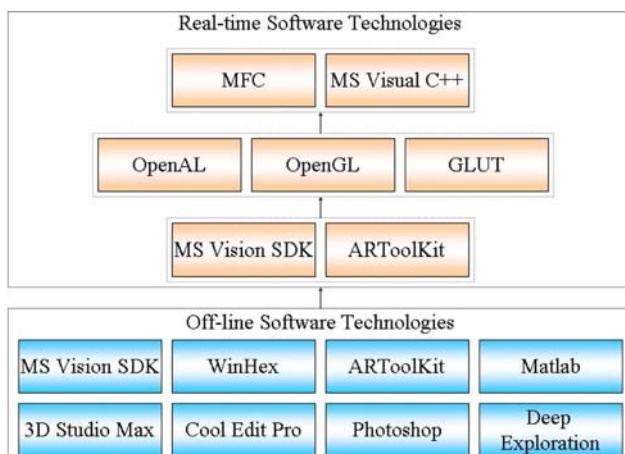 Real-time Software Technologies
MFC
MS Visual C++
OpenAL
OpenGL
GLUT
MS Vision SDK
ARToolKit
Off-line Software Technologies
MS Vision SDK
WinHex
ARToolKit
Matlab
3D Studio Max
Cool Edit Pro
Photoshop
Deep
Exploration